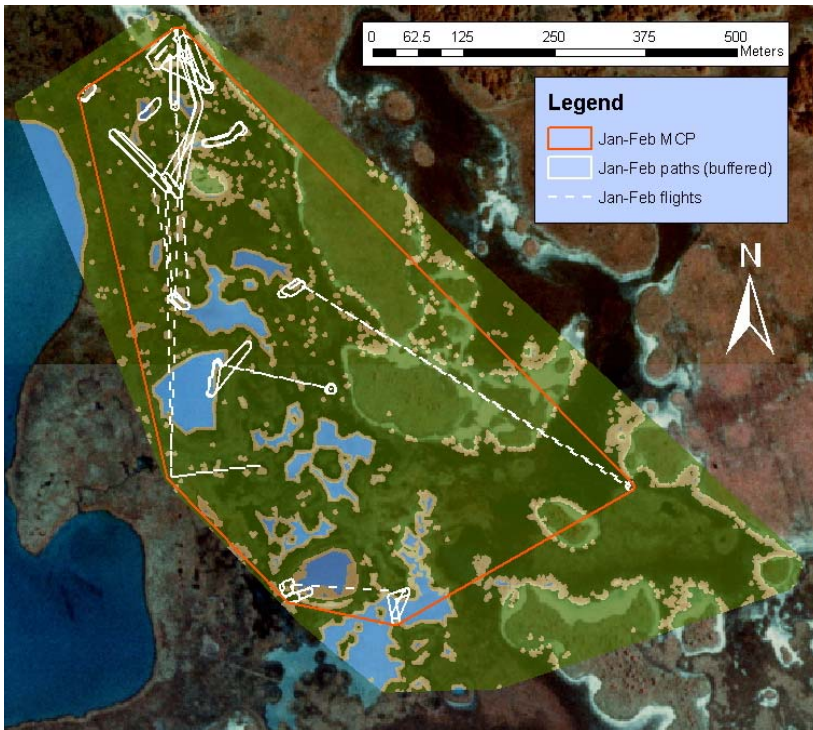 0 62.5 125 250 375 500
Meters
Legend
Jan-Feb MCP
Jan-Feb paths (buffered)
Jan-Feb flights
N